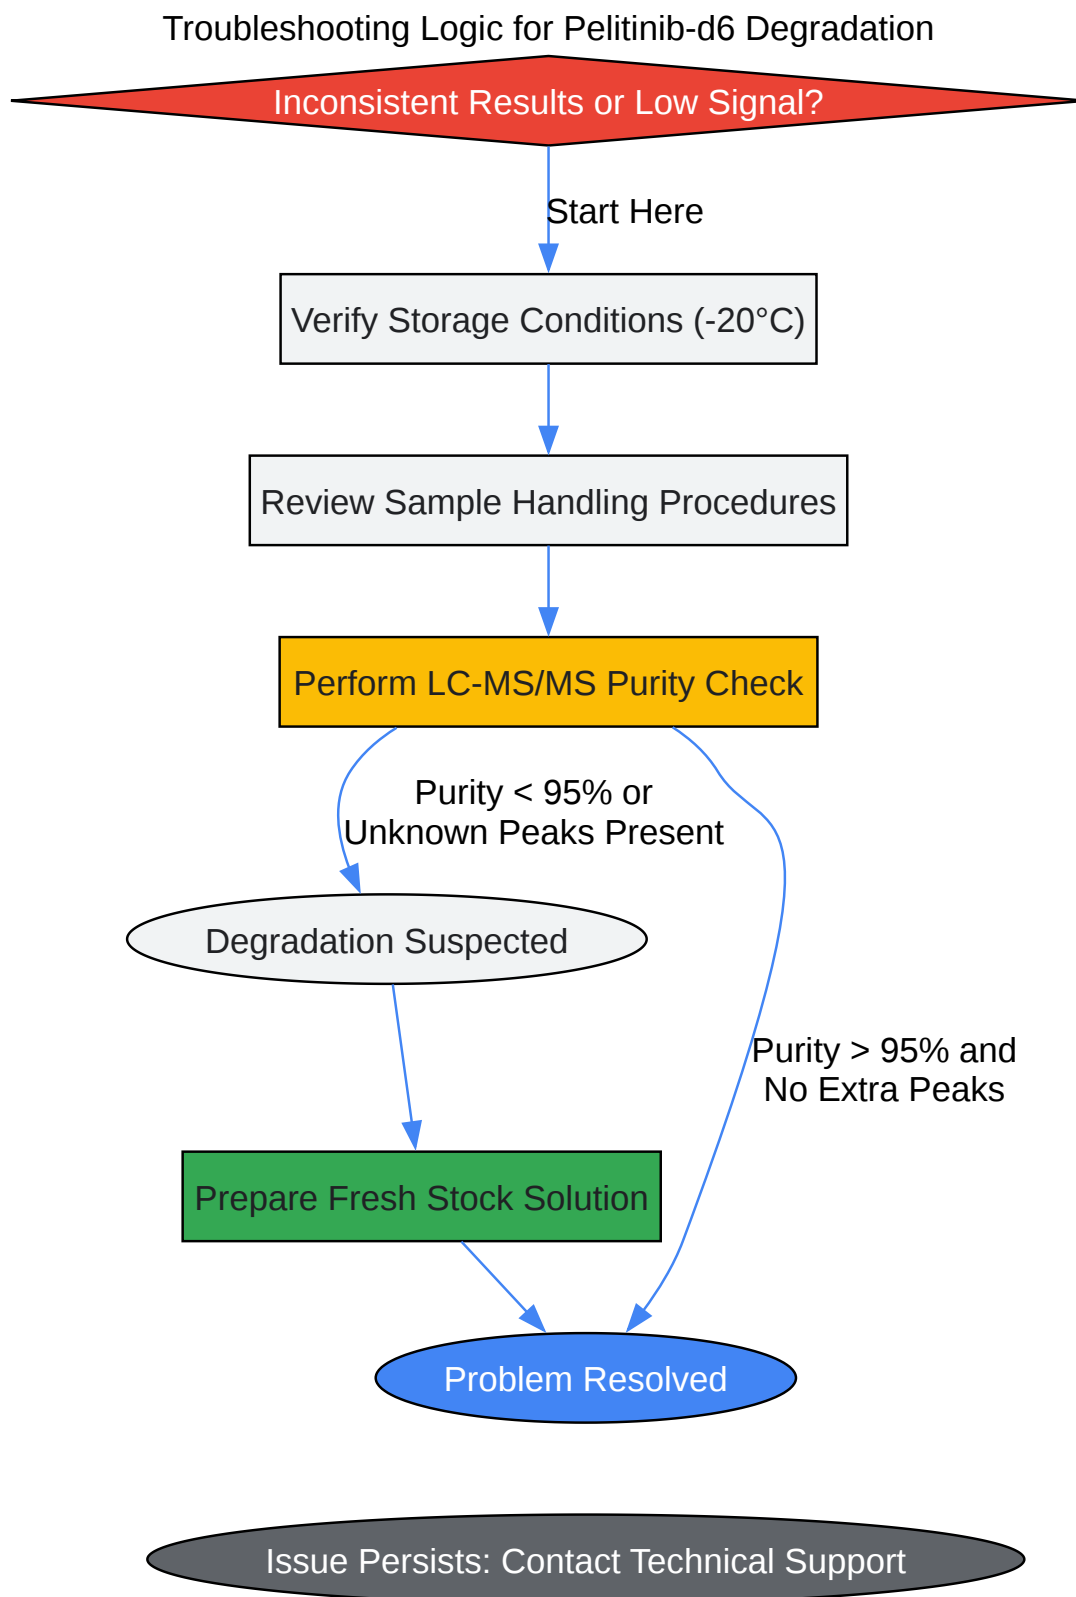 Troubleshooting Logic for Pelitinib-d6 Degradation
Inconsistent Results or Low Signal?
Start Here
Verify Storage Conditions (-20°C)
Review Sample Handling Procedures
Perform LC-MS/MS Purity Check
Purity < 95% or
Unknown Peaks Present
Degradation Suspected
Purity > 95% and
No Extra Peaks
Prepare Fresh Stock Solution
Problem Resolved
Issue Persists: Contact Technical Support